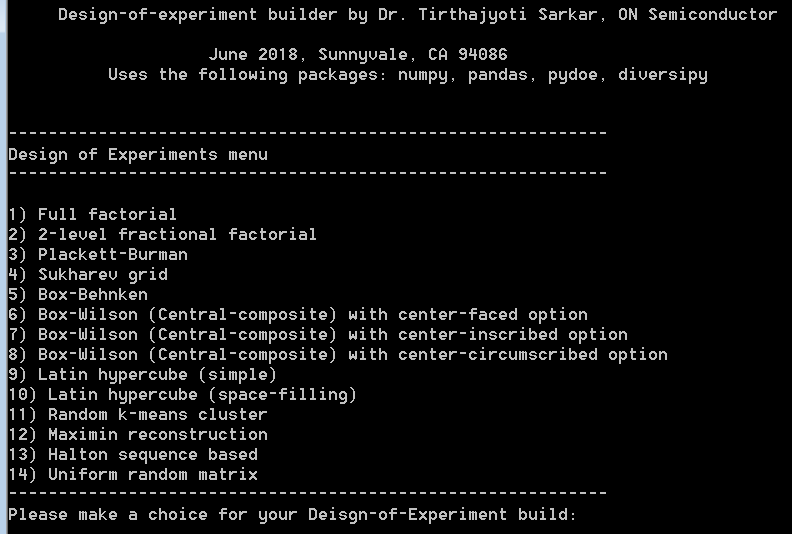 Design-of-experiment builder by Dr. Tirthajyoti Sarkar, ON Semiconductor
June 2018, Sunnyvale, CA 94086
Uses the following packages: numpy, pandas, pydoe, diversipy
------------------------------------------------------------
Design of Experiments menu
------------------------------------------------------------
1) Full factorial
2) 2-level fractional factorial
3) Plackett-Burman
4) Sukharev grid
5) Box-Behnken
6) Box-Wilson (Central-composite) with center-faced option
7) Box-Wilson (Central-composite) with center-inscribed option
8) Box-Wilson (Central-composite) with center-circumscribed option
9) Latin hypercube (simple)
10) Latin hypercube (space-filling)
11) Random k-means cluster
12) Maximin reconstruction
13) Halton sequence based
14) Uniform random matrix
------------------------------------------------------------
Please make a choice for your Deisgn-of-Experiment build: